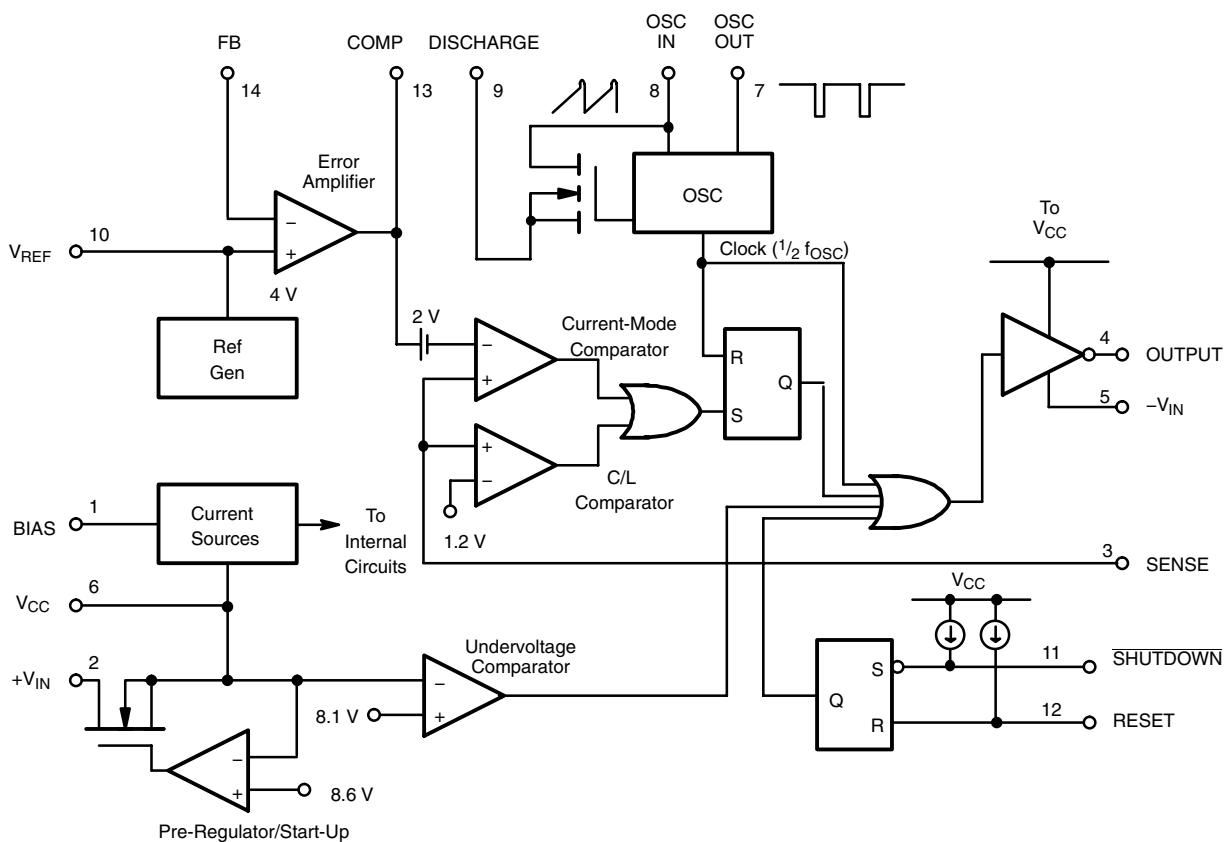 FB
COMP
DISCHARGE
OSC
IN
OSC
OUT
14
13
9
8
7
Error
Amplifier
OSC
−
+
V_REF
10
4 V
Clock (1/2 f_OSC)
To
V_CC
Ref
Gen
2 V
−
+
Current-Mode
Comparator
R
Q
S
4
OUTPUT
5
–V_IN
+
−
C/L
Comparator
1.2 V
BIAS
1
Current
Sources
To
Internal
Circuits
3
SENSE
V_CC
6
V_CC
+V_IN
2
Undervoltage
Comparator
−
+
8.1 V
S
Q
R
11
SHUTDOWN
12
RESET
−
+
8.6 V
Pre-Regulator/Start-Up